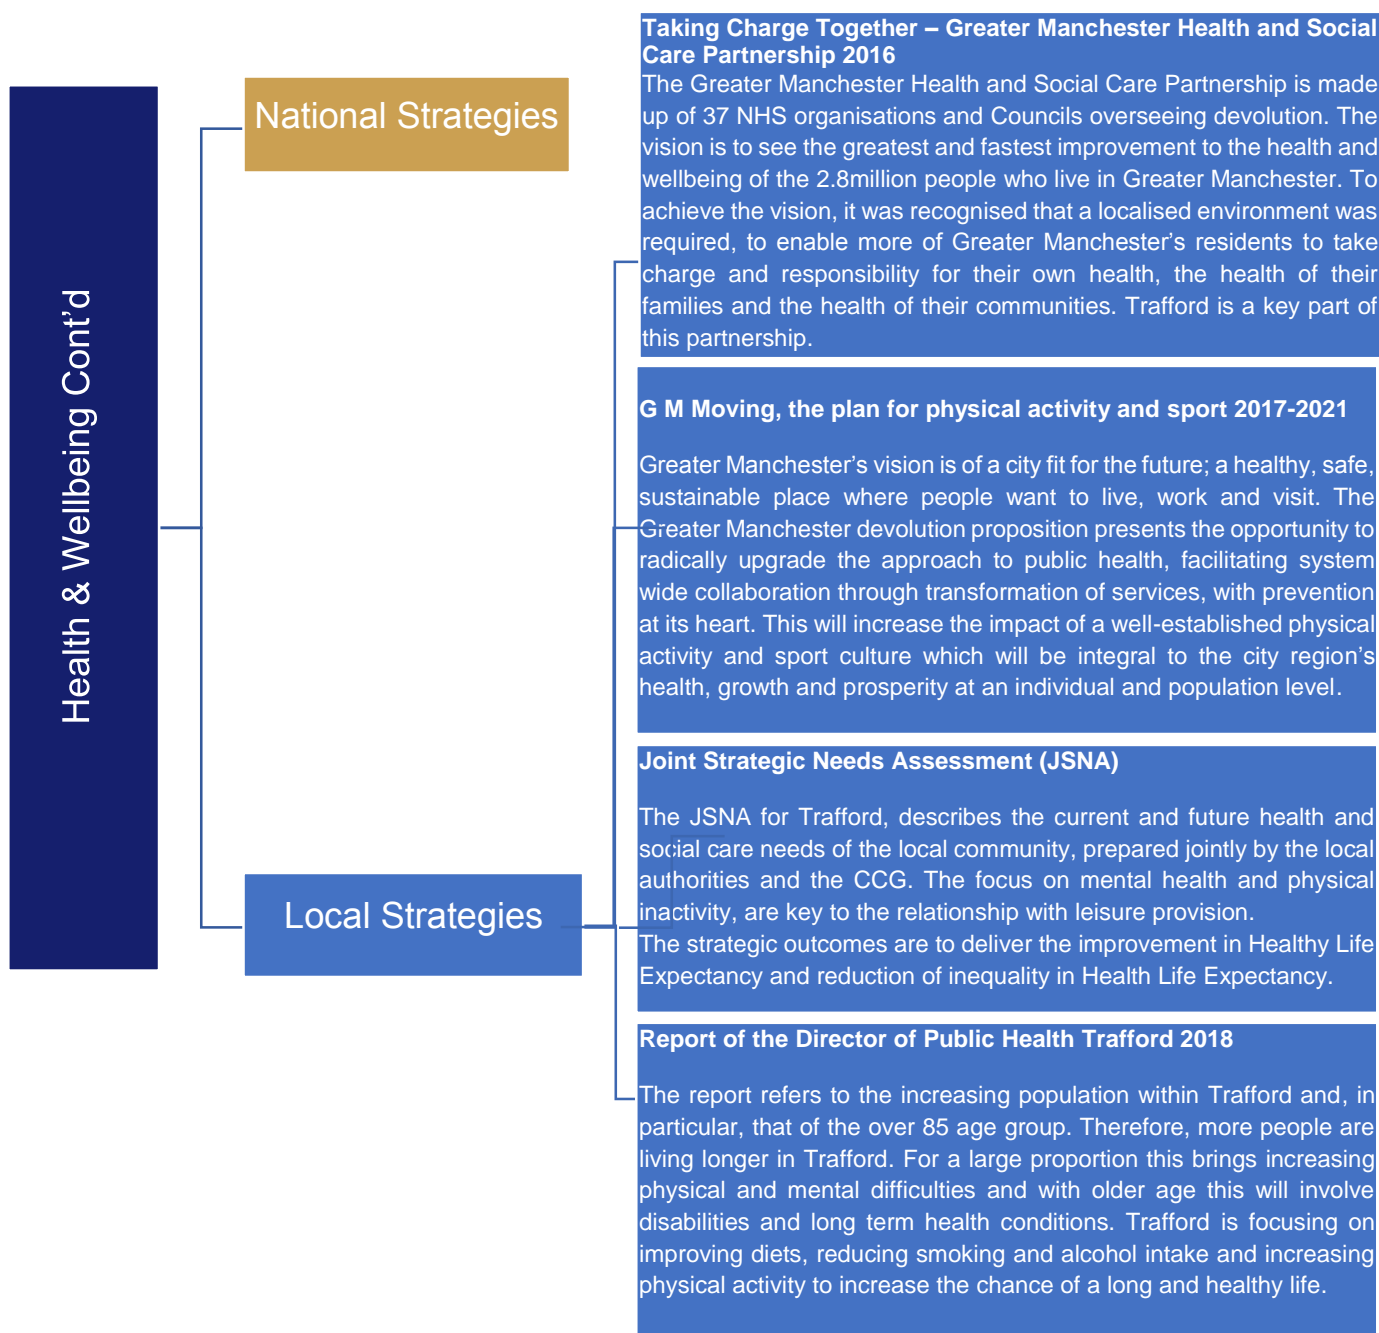 Health & Wellbeing Cont’d
National Strategies
Local Strategies
Taking Charge Together – Greater Manchester Health and Social
Care Partnership 2016
The Greater Manchester Health and Social Care Partnership is made
up of 37 NHS organisations and Councils overseeing devolution. The
vision is to see the greatest and fastest improvement to the health and
wellbeing of the 2.8million people who live in Greater Manchester. To
achieve the vision, it was recognised that a localised environment was
required, to enable more of Greater Manchester’s residents to take
charge and responsibility for their own health, the health of their
families and the health of their communities. Trafford is a key part of
this partnership.
G M Moving, the plan for physical activity and sport 2017-2021
Greater Manchester’s vision is of a city fit for the future; a healthy, safe,
sustainable place where people want to live, work and visit. The
Greater Manchester devolution proposition presents the opportunity to
radically upgrade the approach to public health, facilitating system
wide collaboration through transformation of services, with prevention
at its heart. This will increase the impact of a well-established physical
activity and sport culture which will be integral to the city region’s
health, growth and prosperity at an individual and population level.
Joint Strategic Needs Assessment (JSNA)
The JSNA for Trafford, describes the current and future health and
social care needs of the local community, prepared jointly by the local
authorities and the CCG. The focus on mental health and physical
inactivity, are key to the relationship with leisure provision.
The strategic outcomes are to deliver the improvement in Healthy Life
Expectancy and reduction of inequality in Health Life Expectancy.
Report of the Director of Public Health Trafford 2018
The report refers to the increasing population within Trafford and, in
particular, that of the over 85 age group. Therefore, more people are
living longer in Trafford. For a large proportion this brings increasing
physical and mental difficulties and with older age this will involve
disabilities and long term health conditions. Trafford is focusing on
improving diets, reducing smoking and alcohol intake and increasing
physical activity to increase the chance of a long and healthy life.